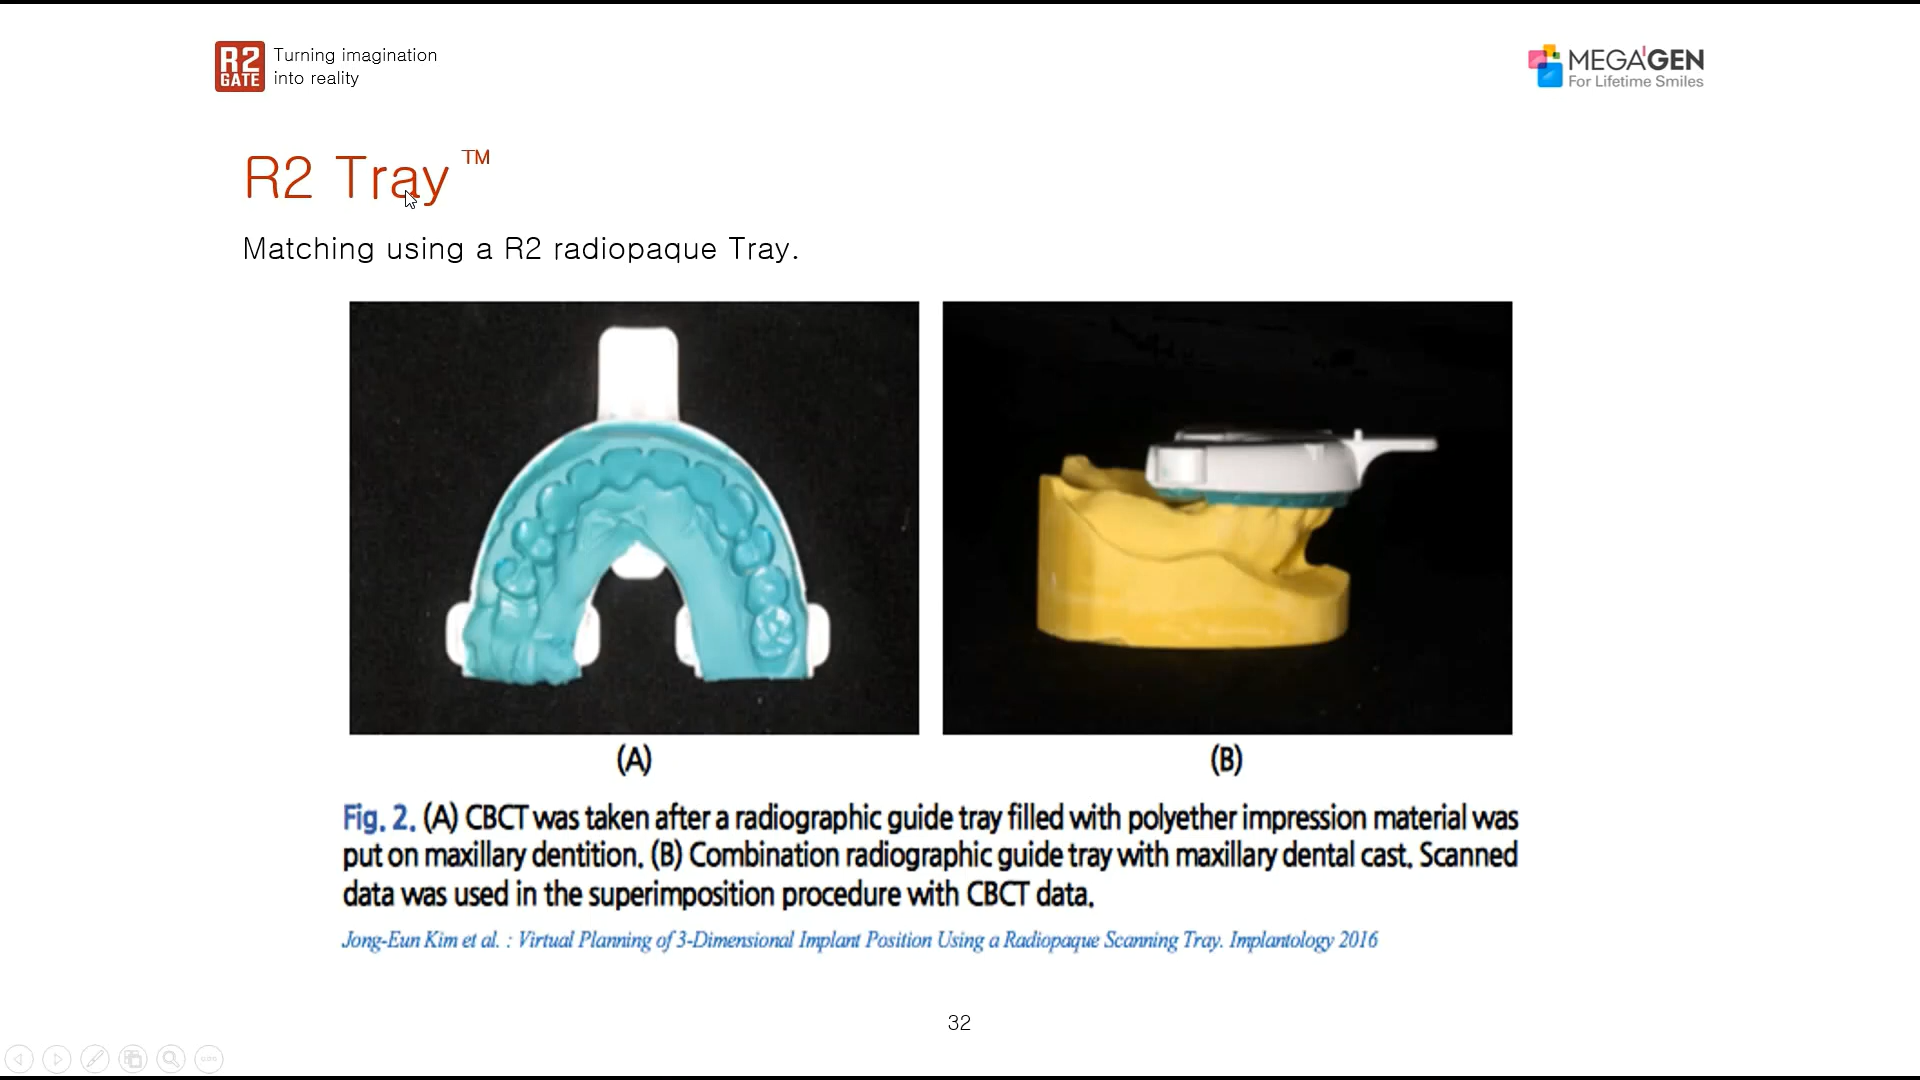 R2 GATE
Turning imagination
into reality
MEGA'GEN
For Lifetime Smiles
R2 Tray™
Matching using a R2 radiopaque Tray.
(A)
(B)
Fig. 2. (A) CBCT was taken after a radiographic guide tray filled with polyether impression material was
put on maxillary dentition. (B) Combination radiographic guide tray with maxillary dental cast. Scanned
data was used in the superimposition procedure with CBCT data.
Jong-Eun Kim et al. : Virtual Planning of 3-Dimensional Implant Position Using a Radiopaque Scanning Tray. Implantology 2016
32